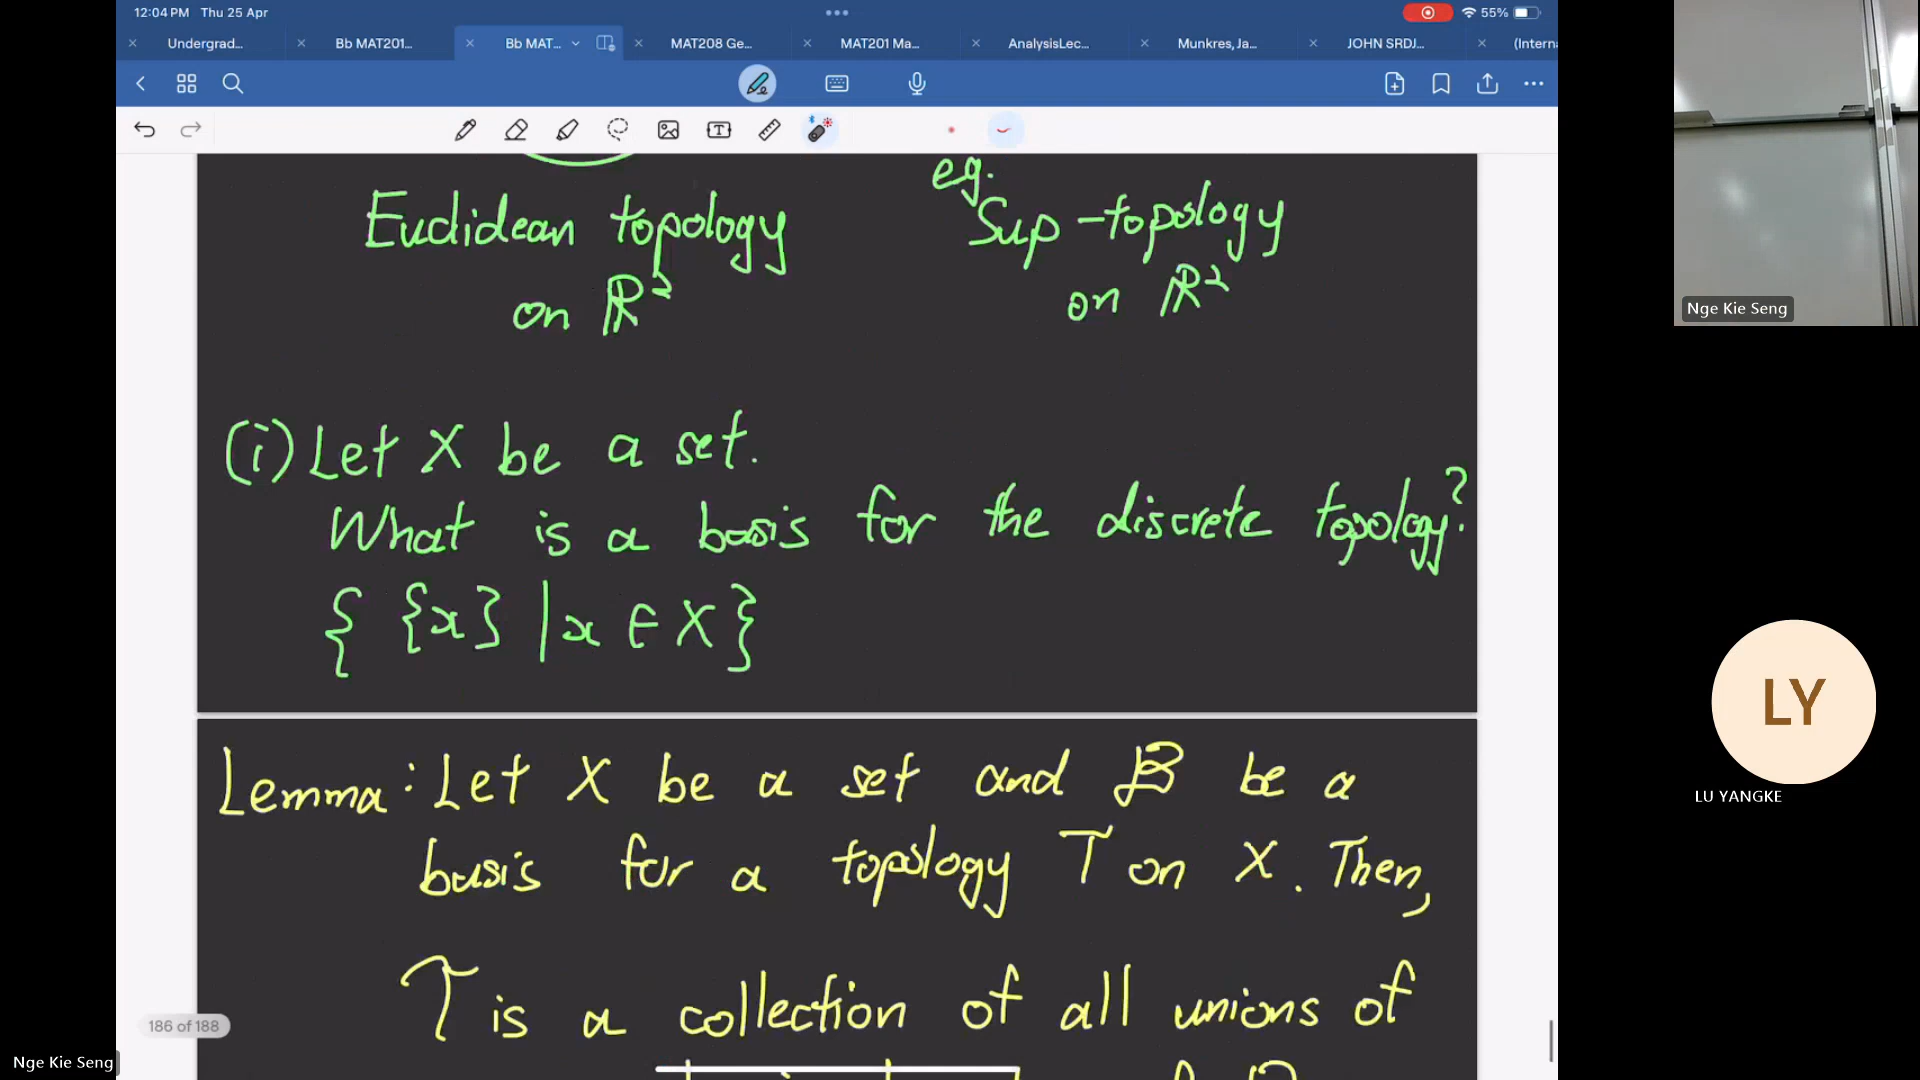 12:04 PM Thu 25 Apr
55%
Undergrad...
Bb MAT201...
Bb MAT...
MAT208 Ge...
MAT201 Ma...
AnalysisLec...
Munkres, Ja...
JOHN SRDJ...
(Interna
eg.
Euclidean topology
on ℝ²
Sup-topology
on ℝ²
(i) Let X be a set.
What is a basis for the discrete topology?
{ {x} | x ∈ X }
Lemma: Let X be a set and B be a
basis for a topology T on X. Then,
T is a collection of all unions of
186 of 188
Nge Kie Seng
Nge Kie Seng
LY
LU YANGKE